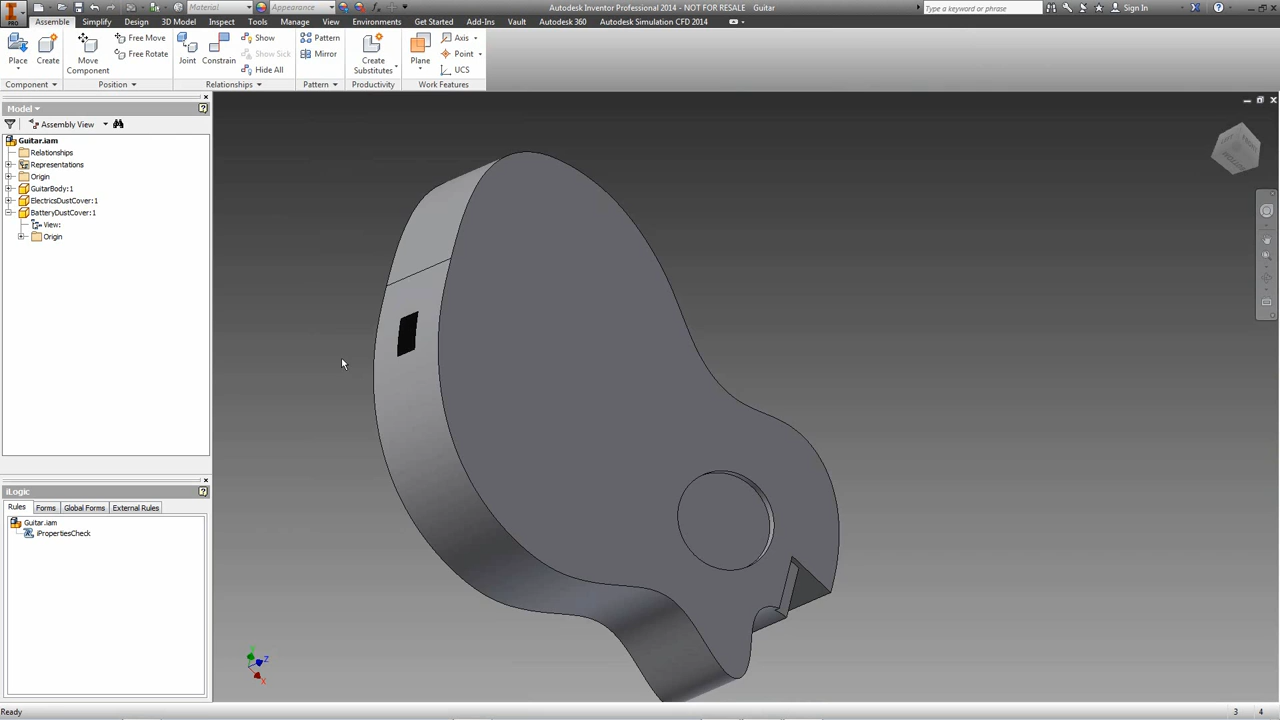 Material
Appearance
Autodesk Inventor Professional 2014 - NOT FOR RESALE Guitar
Type a keyword or phrase
Sign In
PRO
Assemble Simplify Design 3D Model Inspect Tools Manage View Environments Get Started Add-Ins Vault Autodesk 360 Autodesk Simulation CFD 2014
Place
Create
Move
Component
Free Move
Free Rotate
Joint
Constrain
Show
Show Sick
Hide All
Pattern
Mirror
Create
Substitutes
Plane
Axis
Point
UCS
Component Position Relationships Pattern Productivity Work Features
Model
Assembly View
Guitar.iam
Relationships
Representations
Origin
GuitarBody:1
ElectricsDustCover:1
BatteryDustCover:1
View:
Origin
iLogic
Rules Forms Global Forms External Rules
Guitar.iam
iPropertiesCheck
Z
X
Ready
3 4